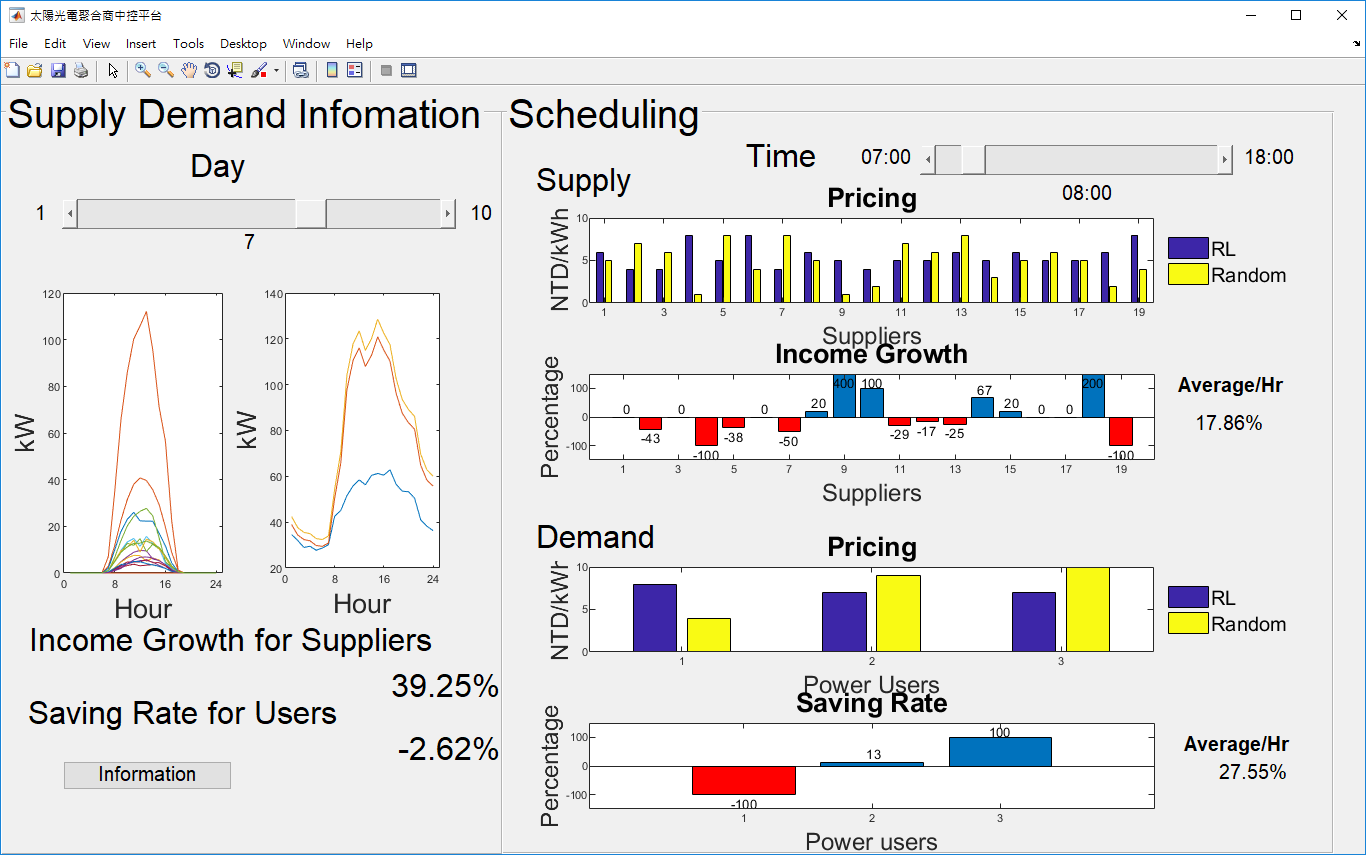 太陽光電聚合商中控平台
File Edit View Insert Tools Desktop Window Help
Supply Demand Infomation
Day
1 10
7
120
100
80
60
40
20
0
kW
0 8 16 24
Hour
140
120
100
80
60
40
20
kW
0 8 16 24
Hour
Income Growth for Suppliers
39.25%
Saving Rate for Users
-2.62%
Information
Scheduling
Time 07:00 18:00
08:00
Supply
Pricing
NTD/kWh
10
5
0
1 3 5 7 9 11 13 15 17 19
Suppliers
RL
Random
Income Growth
Percentage
100
0
-100
0 -43 0 -100 -38 0 -50 20 400 100 -29 -17 -25 67 20 0 0 200 -100
1 3 5 7 9 11 13 15 17 19
Suppliers
Average/Hr
17.86%
Demand
Pricing
NTD/kWh
10
5
0
1 2 3
Power Users
RL
Random
Saving Rate
Percentage
100
0
-100
-100 13 100
1 2 3
Power users
Average/Hr
27.55%